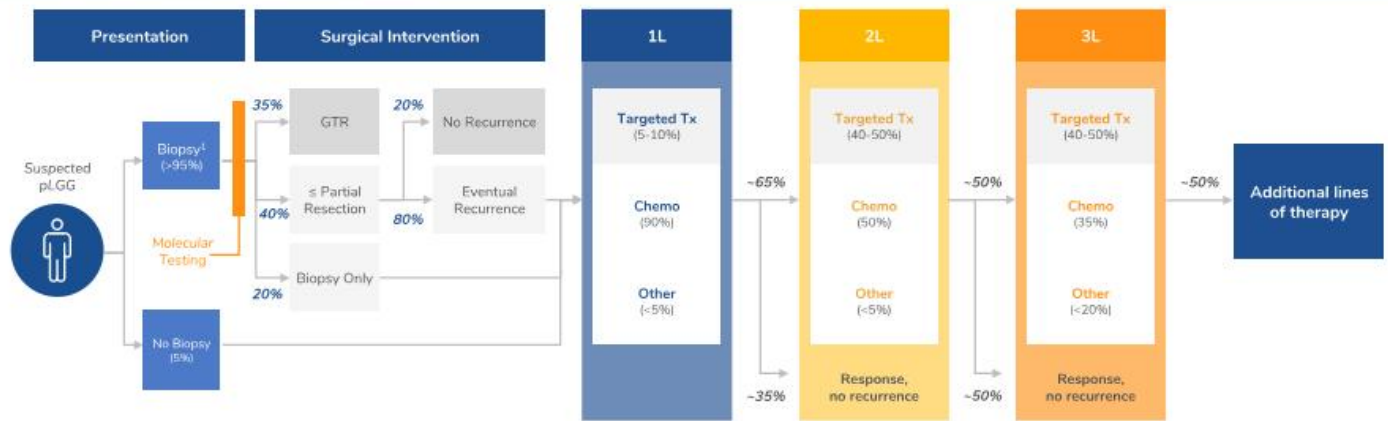 Presentation
Surgical Intervention
1L
2L
3L
Suspected
pLGG
Biopsy¹
(>95%)
Molecular
Testing
No Biopsy
(5%)
35%
GTR
40%
≤ Partial
Resection
20%
Biopsy Only
20%
No Recurrence
80%
Eventual
Recurrence
Targeted Tx
(5-10%)
Chemo
(90%)
Other
(<5%)
~65%
~35%
Targeted Tx
(40-50%)
Chemo
(50%)
Other
(<5%)
Response,
no recurrence
~50%
~50%
Targeted Tx
(40-50%)
Chemo
(35%)
Other
(<20%)
Response,
no recurrence
~50%
Additional lines
of therapy